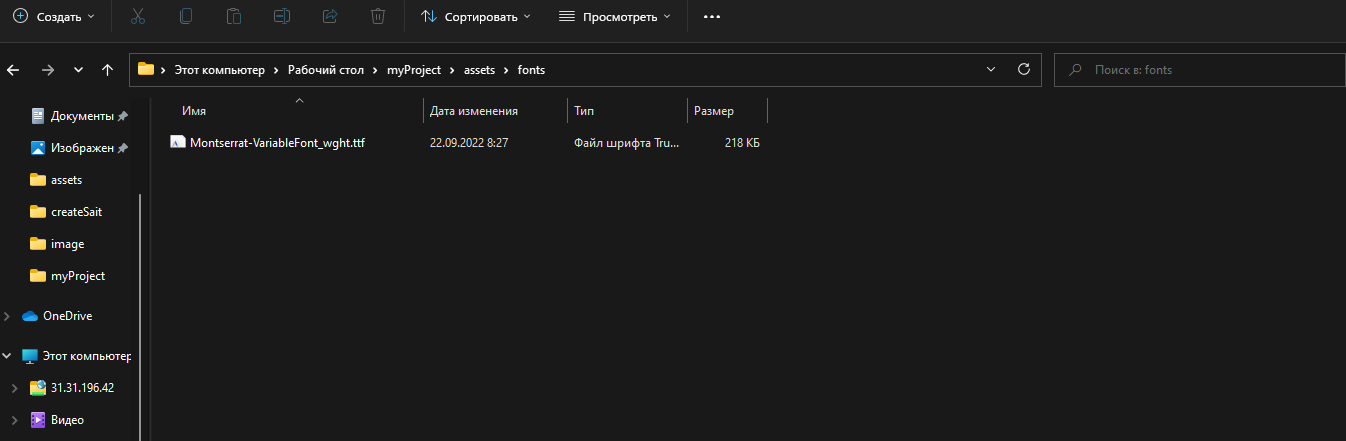 Создать Сортировать Просмотреть
Этот компьютер Рабочий стол myProject assets fonts Поиск в: fonts
Имя Дата изменения Тип Размер
Montserrat-VariableFont_wght.ttf 22.09.2022 8:27 Файл шрифта Tru... 218 КБ
Документы
Изображен
assets
createSait
image
myProject
OneDrive
Этот компьютер
31.31.196.42
Видео